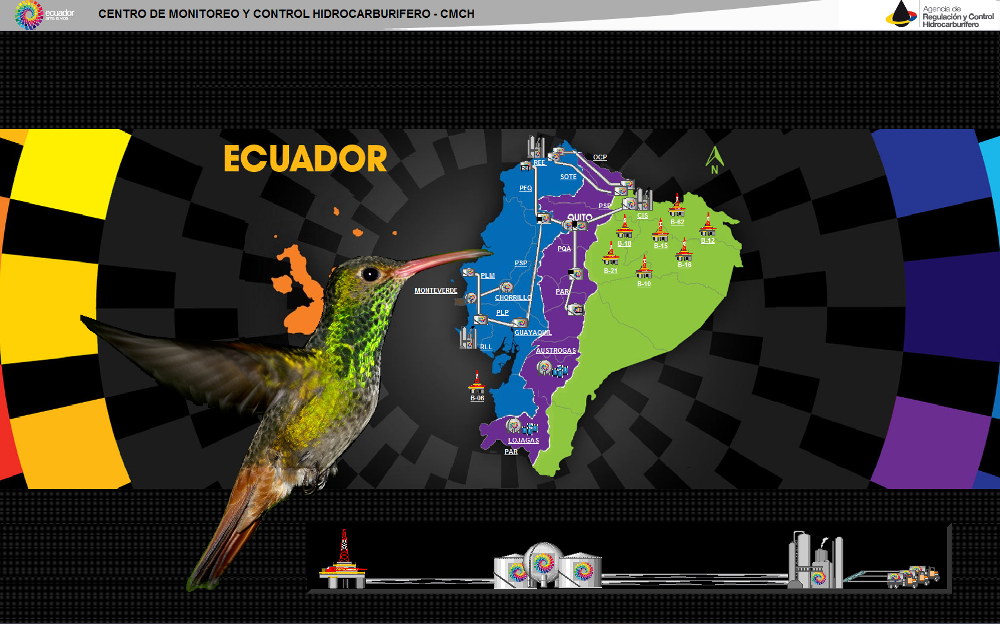 ecuador
ama la vida
CENTRO DE MONITOREO Y CONTROL HIDROCARBURIFERO - CMCH
Agencia de
Regulación y Control
Hidrocarburífero
ECUADOR
N
OCP
REE
SOTE
PEQ
PSP
CIS
QUITO
B-62
B-12
B-18
B-15
PQA
PSP
B-16
B-21
PLM
B-10
MONTEVERDE
PAR
CHORRILLO
PLP
GUAYAQUIL
RLL
AUSTROGAS
B-06
LOJAGAS
PAR